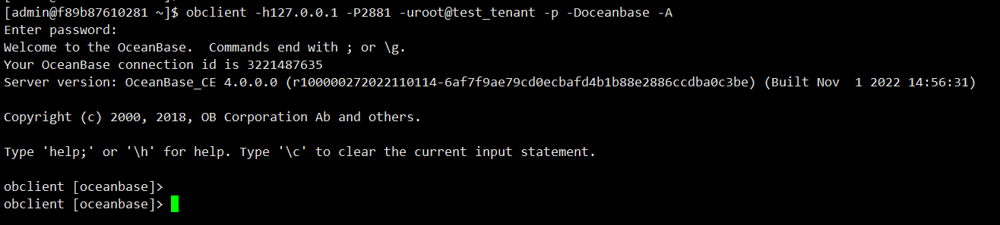 [admin@f89b87610281 ~]$ obclient -h127.0.0.1 -P2881 -uroot@test_tenant -p -Doceanbase -A
Enter password:
Welcome to the OceanBase.  Commands end with ; or \g.
Your OceanBase connection id is 3221487635
Server version: OceanBase_CE 4.0.0.0 (r100000272022110114-6af7f9ae79cd0ecbafd4b1b88e2886ccdba0c3be) (Built Nov  1 2022 14:56:31)
Copyright (c) 2000, 2018, OB Corporation Ab and others.
Type 'help;' or '\h' for help. Type '\c' to clear the current input statement.
obclient [oceanbase]>
obclient [oceanbase]>